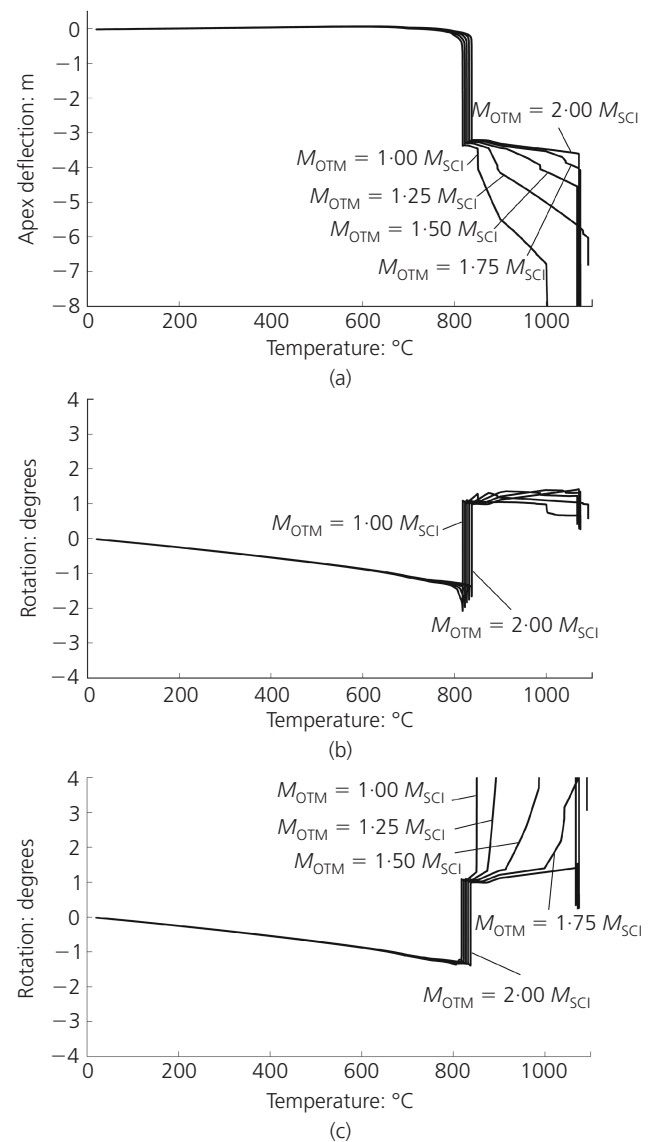 0
−1
−2
−3
−4
−5
−6
−7
−8
Apex deflection: m
M_OTM = 2·00 M_SCI
M_OTM = 1·00 M_SCI
M_OTM = 1·25 M_SCI
M_OTM = 1·50 M_SCI
M_OTM = 1·75 M_SCI
0 200 400 600 800 1000
Temperature: °C
(a)
4
3
2
1
0
−1
−2
−3
−4
Rotation: degrees
M_OTM = 1·00 M_SCI
M_OTM = 2·00 M_SCI
0 200 400 600 800 1000
Temperature: °C
(b)
4
3
2
1
0
−1
−2
−3
−4
Rotation: degrees
M_OTM = 1·00 M_SCI
M_OTM = 1·25 M_SCI
M_OTM = 1·50 M_SCI
M_OTM = 1·75 M_SCI
M_OTM = 2·00 M_SCI
0 200 400 600 800 1000
Temperature: °C
(c)